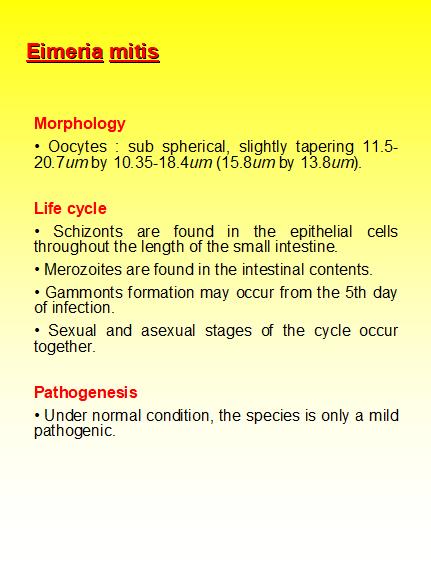 Eimeria mitis
Morphology
• Oocytes : sub spherical, slightly tapering 11.5-
20.7um by 10.35-18.4um (15.8um by 13.8um).
Life cycle
• Schizonts are found in the epithelial cells
throughout the length of the small intestine.
• Merozoites are found in the intestinal contents.
• Gammonts formation may occur from the 5th day
of infection.
• Sexual and asexual stages of the cycle occur
together.
Pathogenesis
• Under normal condition, the species is only a mild
pathogenic.